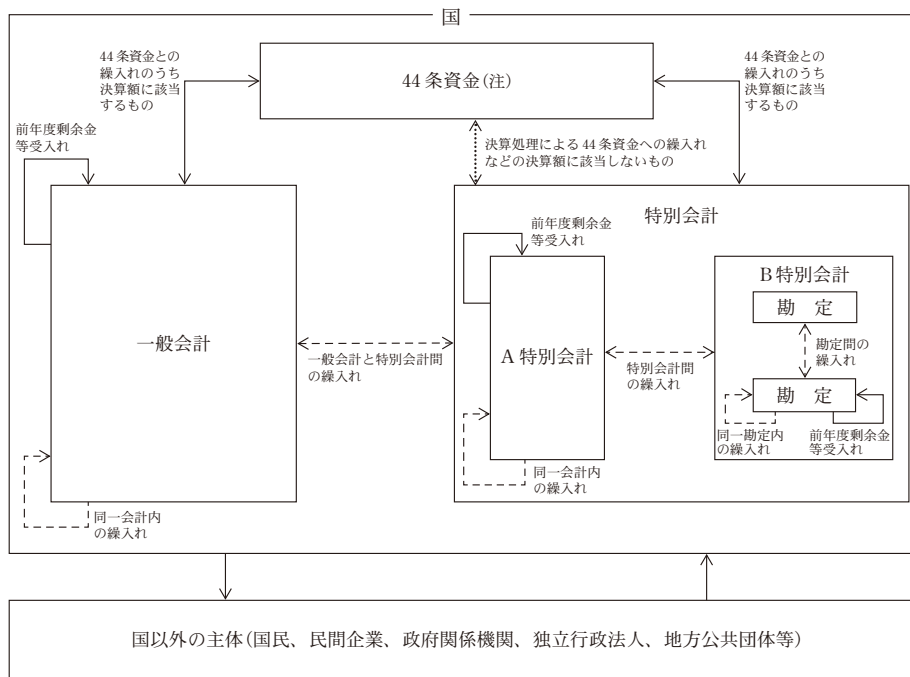 国
44 条資金との
繰入れのうち
決算額に該当
するもの
44 条資金(注)
44 条資金との
繰入れのうち
決算額に該当
するもの
前年度剰余金
等受入れ
決算処理による 44 条資金への繰入れ
などの決算額に該当しないもの
特別会計
前年度剰余金
等受入れ
B 特別会計
勘 定
一般会計
一般会計と特別会計間
の繰入れ
A 特別会計
特別会計間
の繰入れ
勘定間の
繰入れ
勘 定
同一勘定内
の繰入れ
前年度剰余金
等受入れ
同一会計内
の繰入れ
同一会計内
の繰入れ
国以外の主体(国民、民間企業、政府関係機関、独立行政法人、地方公共団体等)